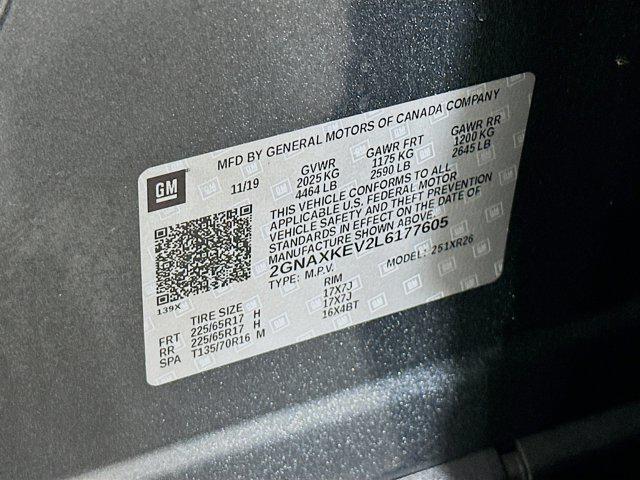 MFD BY GENERAL MOTORS OF CANADA COMPANY
GM
11/19
GVWR GAWR FRT GAWR RR
2025 KG 1175 KG 1200 KG
4464 LB 2590 LB 2645 LB
THIS VEHICLE CONFORMS TO ALL
APPLICABLE U.S. FEDERAL MOTOR
VEHICLE SAFETY AND THEFT PREVENTION
STANDARDS IN EFFECT ON THE DATE OF
MANUFACTURE SHOWN ABOVE.
2GNAXKEV2L6177605
TYPE: M.P.V. MODEL: 251XR26
139X
TIRE SIZE RIM
FRT 225/65R17 H 17X7J
RR 225/65R17 H 17X7J
SPA T135/70R16 M 16X4BT